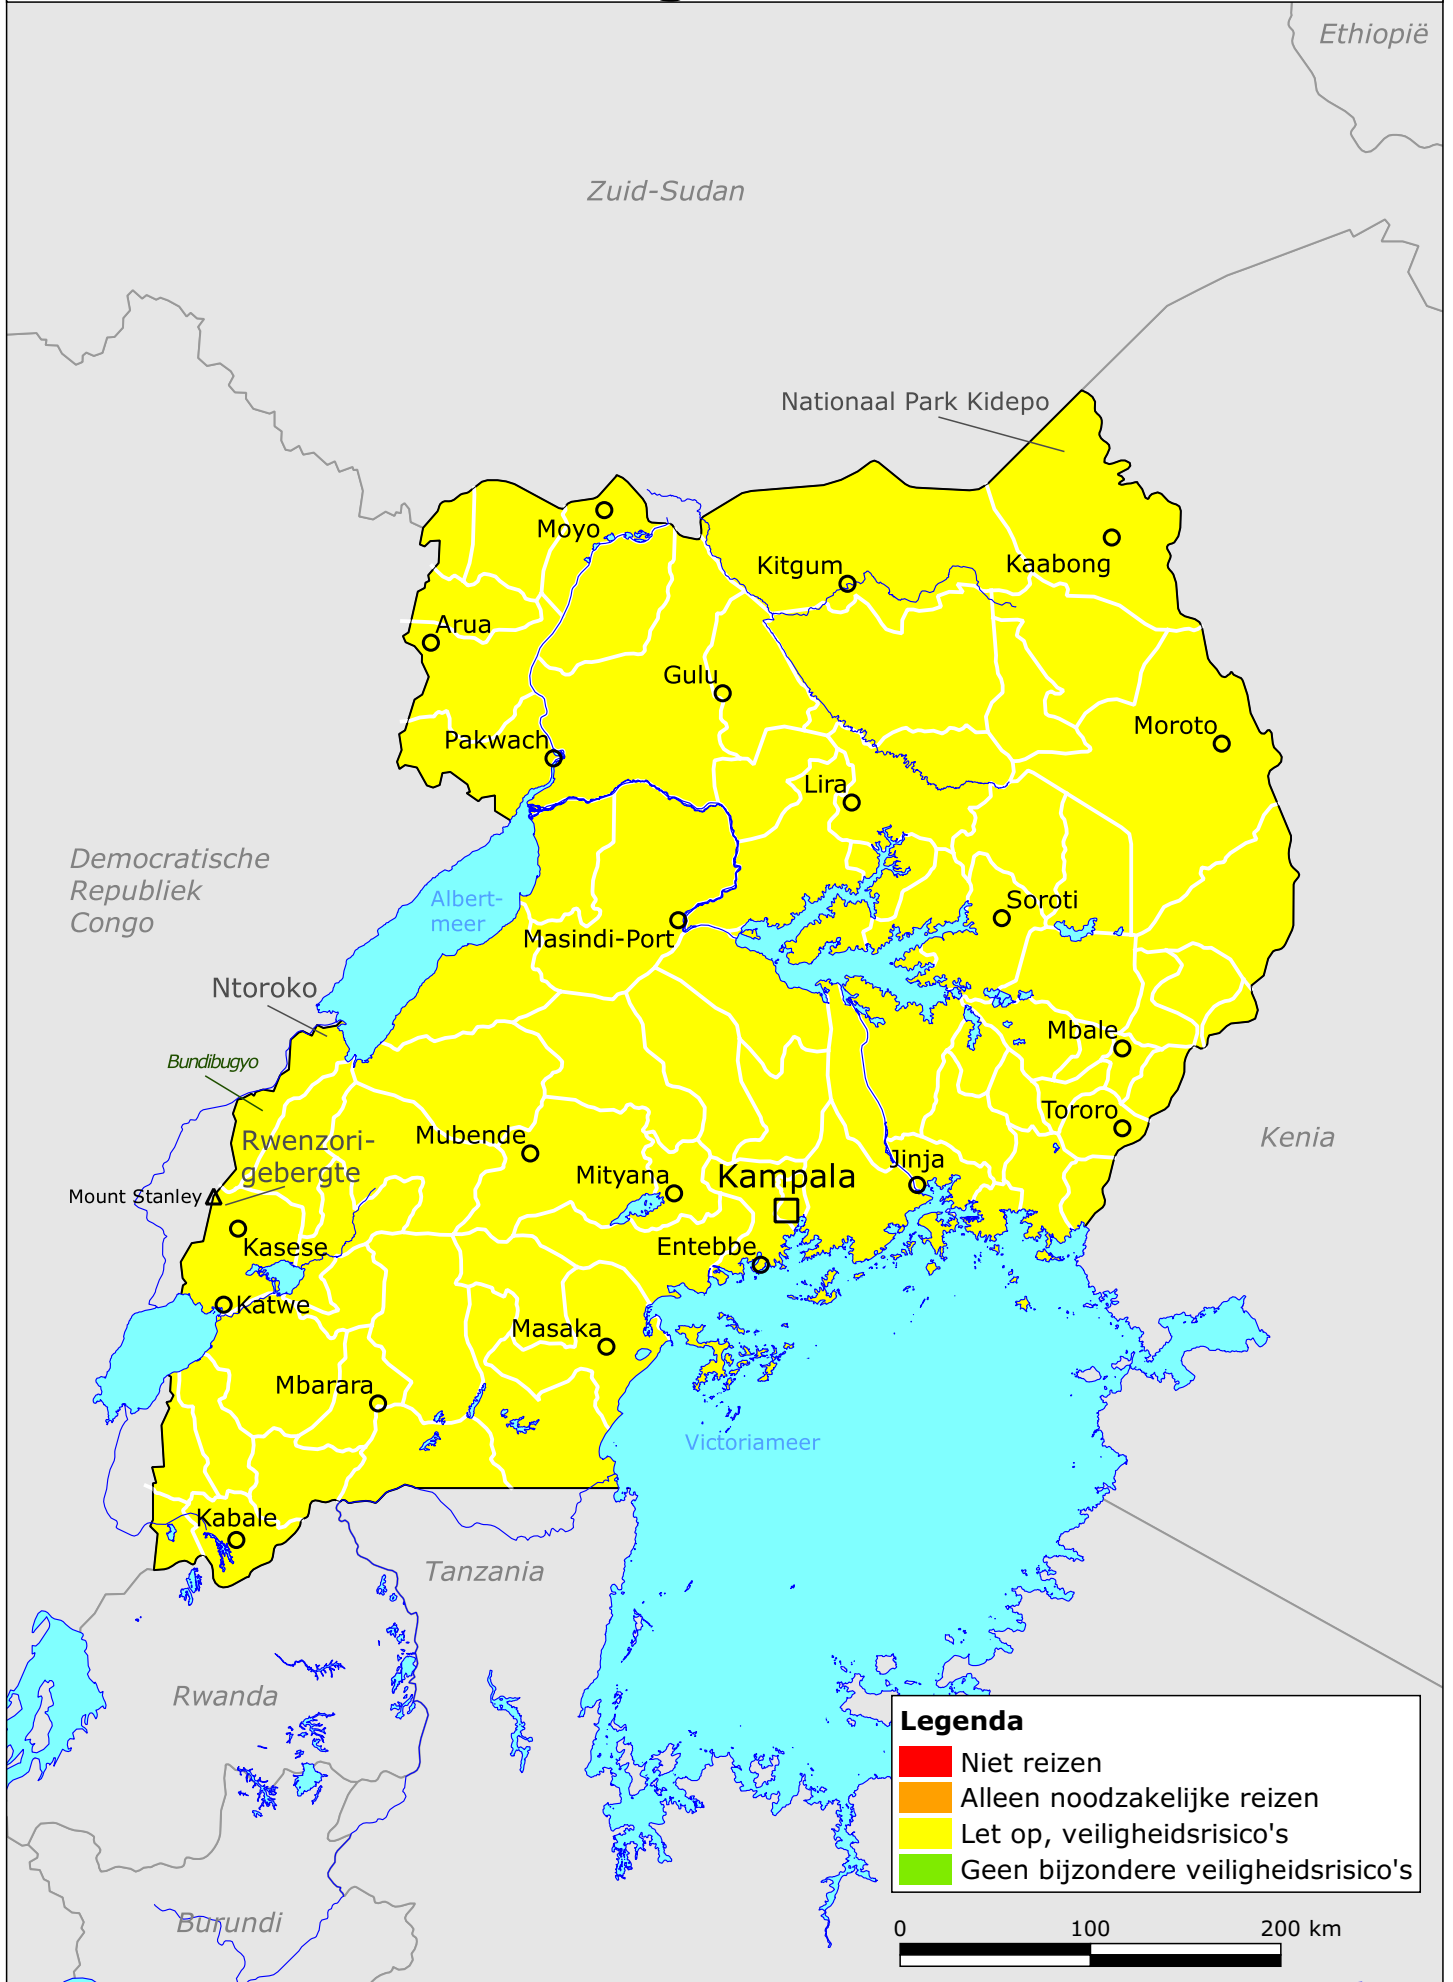 Ethiopië
Zuid-Sudan
Nationaal Park Kidepo
Moyo
Kitgum
Kaabong
Arua
Gulu
Moroto
Pakwach
Lira
Democratische
Republiek
Congo
Albert-
meer
Soroti
Masindi-Port
Ntoroko
Mbale
Bundibugyo
Tororo
Kenia
Rwenzori-
gebergte
Mubende
Jinja
Mityana
Kampala
Mount Stanley
Kasese
Entebbe
Katwe
Masaka
Mbarara
Victoriameer
Kabale
Tanzania
Rwanda
Legenda
Niet reizen
Alleen noodzakelijke reizen
Let op, veiligheidsrisico's
Geen bijzondere veiligheidsrisico's
Burundi
0 100 200 km